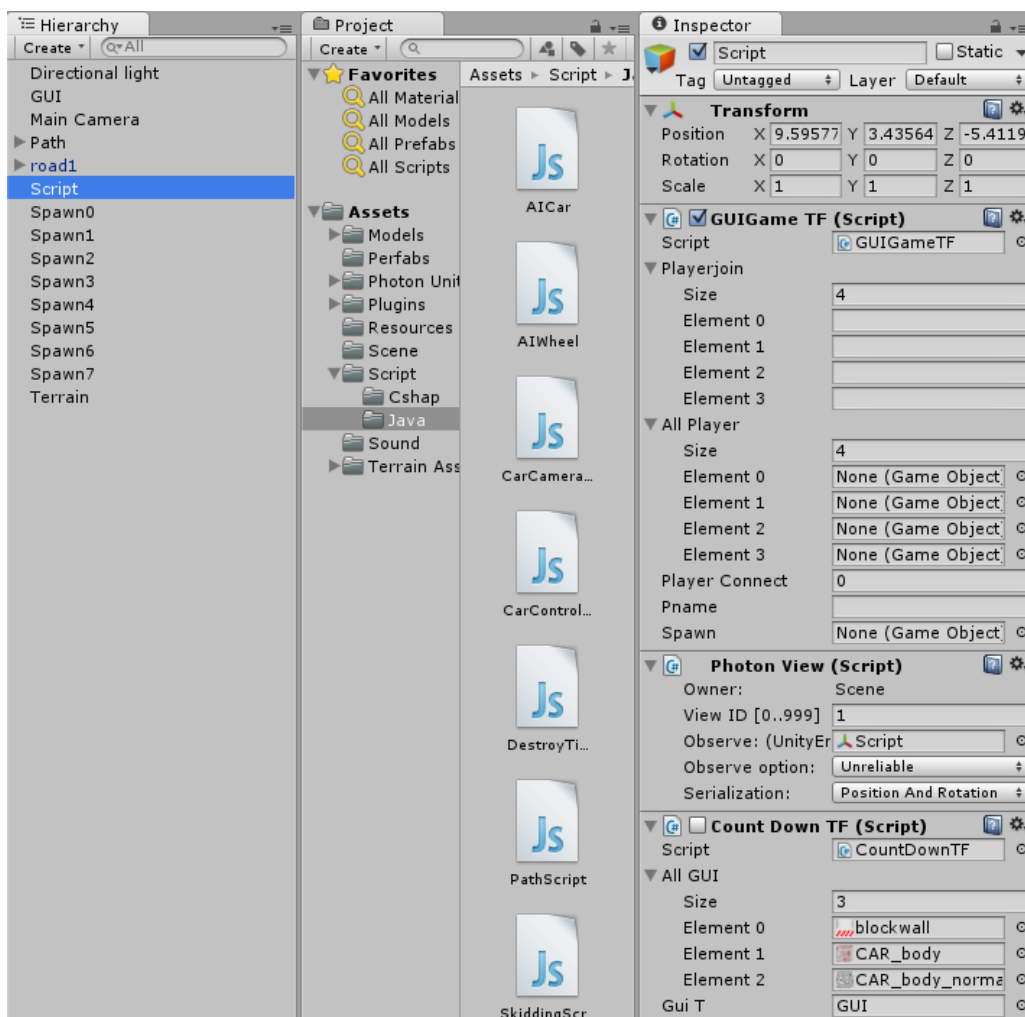 Hierarchy
Create
All
Directional light
GUI
Main Camera
Path
road1
Script
Spawn0
Spawn1
Spawn2
Spawn3
Spawn4
Spawn5
Spawn6
Spawn7
Terrain
Project
Create
Favorites
All Material
All Models
All Prefabs
All Scripts
Assets
Models
Perfabs
Photon Unit
Plugins
Resources
Scene
Script
Cshap
Java
Sound
Terrain Ass
Assets Script J
Js
AICar
Js
AIWheel
Js
CarCamera...
Js
CarControl...
Js
DestroyTi...
Js
PathScript
Js
SkiddingScr
Inspector
Script Static
Tag Untagged Layer Default
Transform
Position X 9.59577 Y 3.43564 Z -5.4119
Rotation X 0 Y 0 Z 0
Scale X 1 Y 1 Z 1
GUIGame TF (Script)
Script GUIGameTF
Playerjoin
Size 4
Element 0
Element 1
Element 2
Element 3
All Player
Size 4
Element 0 None (Game Object)
Element 1 None (Game Object)
Element 2 None (Game Object)
Element 3 None (Game Object)
Player Connect 0
Pname
Spawn None (Game Object)
Photon View (Script)
Owner: Scene
View ID [0..999] 1
Observe: (UnityEr Script
Observe option: Unreliable
Serialization: Position And Rotation
Count Down TF (Script)
Script CountDownTF
All GUI
Size 3
Element 0 blockwall
Element 1 CAR_body
Element 2 CAR_body_norma
Gui T GUI